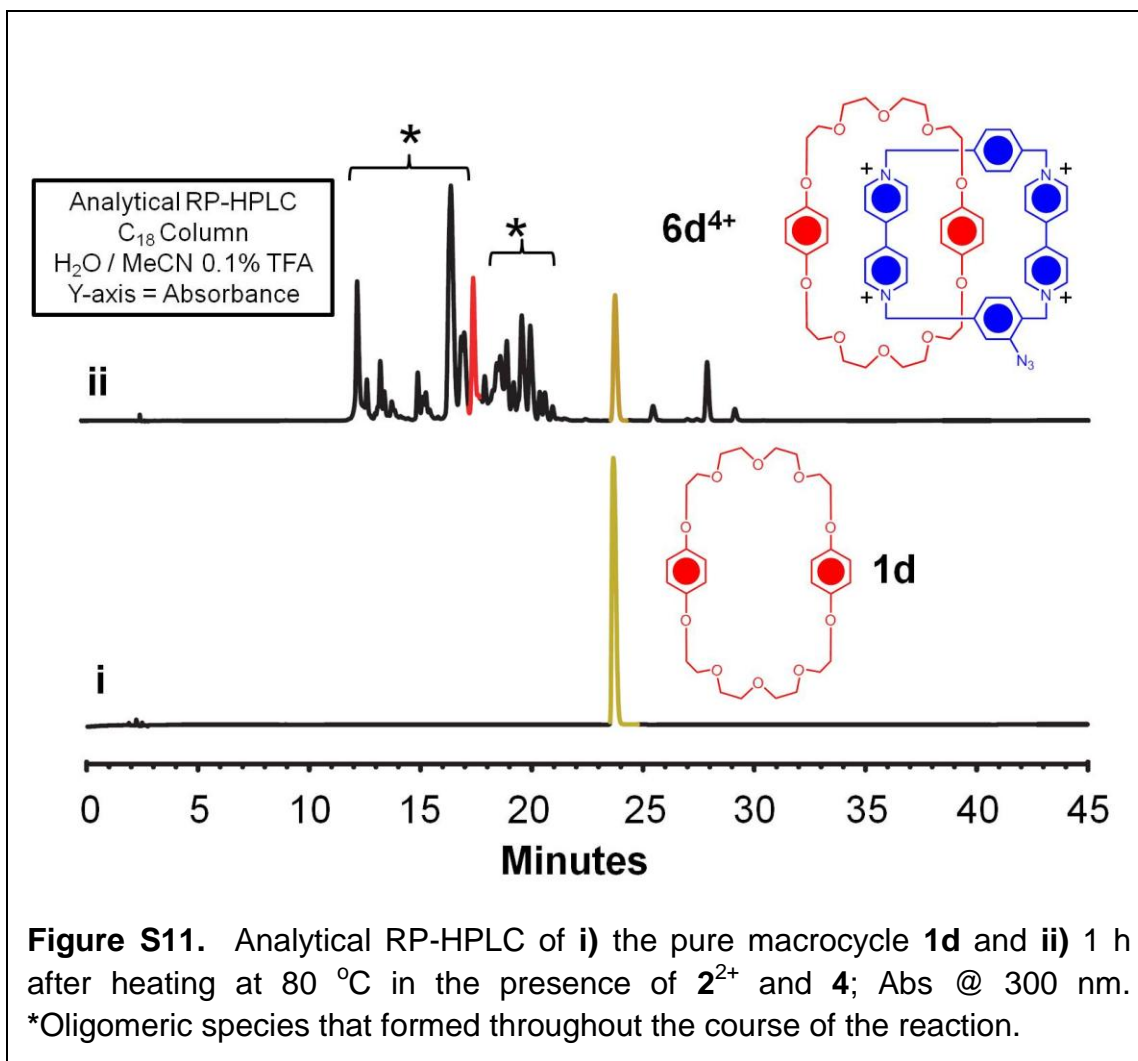 *
*
Analytical RP-HPLC
C18 Column
H2O / MeCN 0.1% TFA
Y-axis = Absorbance
6d4+
O O O
O O
+ N N +
+ N N +
O O
O O O
N3
ii
O O O
O O
1d
O O
O O O
i
0 5 10 15 20 25 30 35 40 45
Minutes
Figure S11. Analytical RP-HPLC of i) the pure macrocycle 1d and ii) 1 h
after heating at 80 oC in the presence of 22+ and 4; Abs @ 300 nm.
*Oligomeric species that formed throughout the course of the reaction.